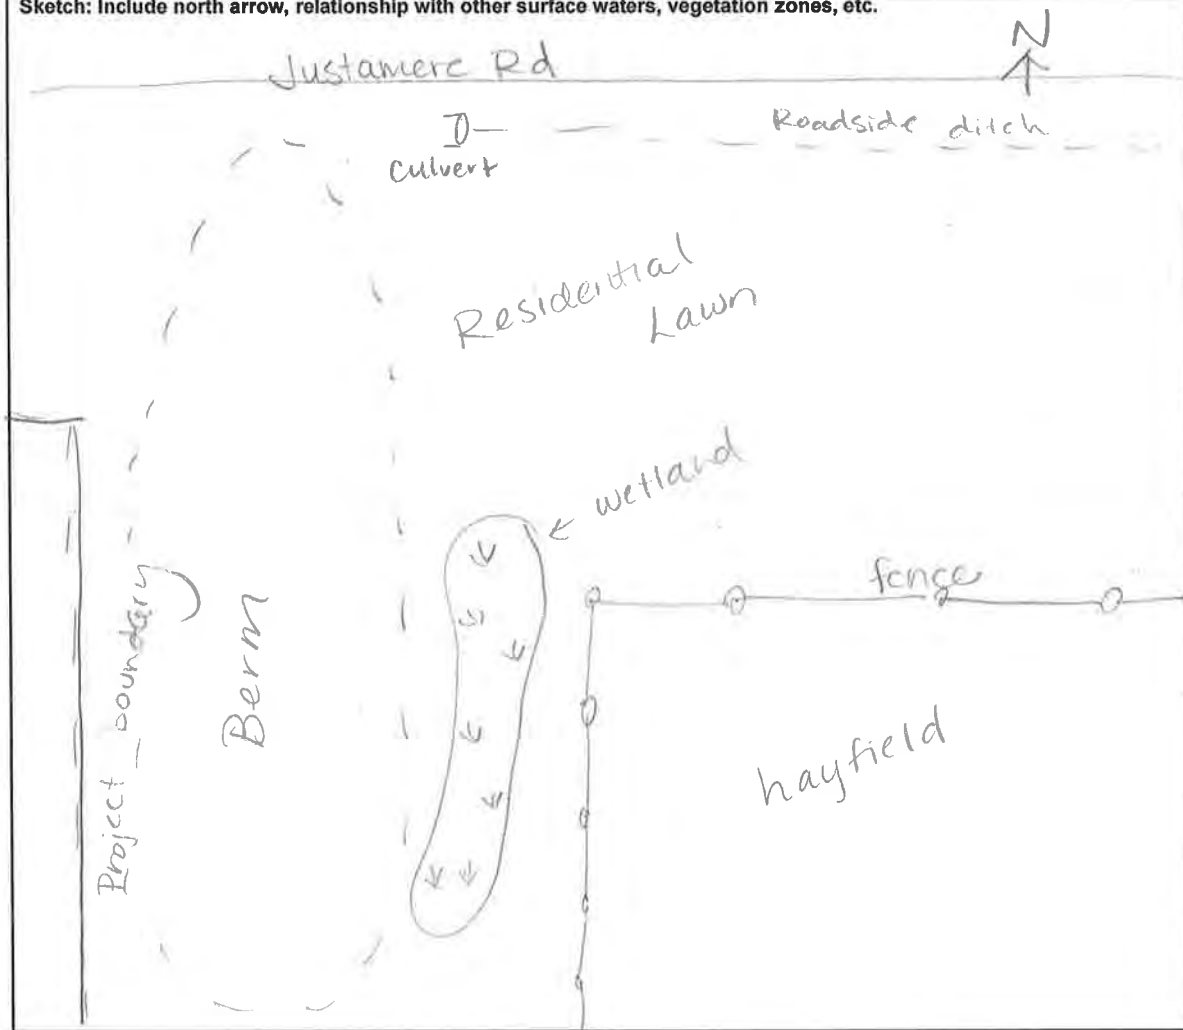 Sketch: Include north arrow, relationship with other surface waters, vegetation zones, etc.
N
Justamere Rd
Roadside ditch
Culvert
Residential
Lawn
wetland
fence
Project boundary
Berm
hayfield